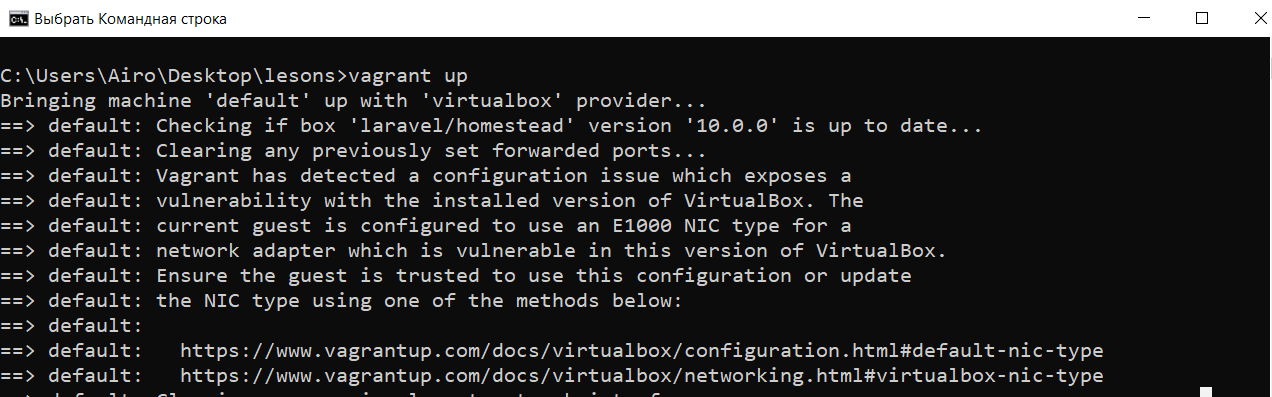 Выбрать Командная строка
C:\Users\Airo\Desktop\lesons>vagrant up
Bringing machine 'default' up with 'virtualbox' provider...
==> default: Checking if box 'laravel/homestead' version '10.0.0' is up to date...
==> default: Clearing any previously set forwarded ports...
==> default: Vagrant has detected a configuration issue which exposes a
==> default: vulnerability with the installed version of VirtualBox. The
==> default: current guest is configured to use an E1000 NIC type for a
==> default: network adapter which is vulnerable in this version of VirtualBox.
==> default: Ensure the guest is trusted to use this configuration or update
==> default: the NIC type using one of the methods below:
==> default:
==> default:   https://www.vagrantup.com/docs/virtualbox/configuration.html#default-nic-type
==> default:   https://www.vagrantup.com/docs/virtualbox/networking.html#virtualbox-nic-type